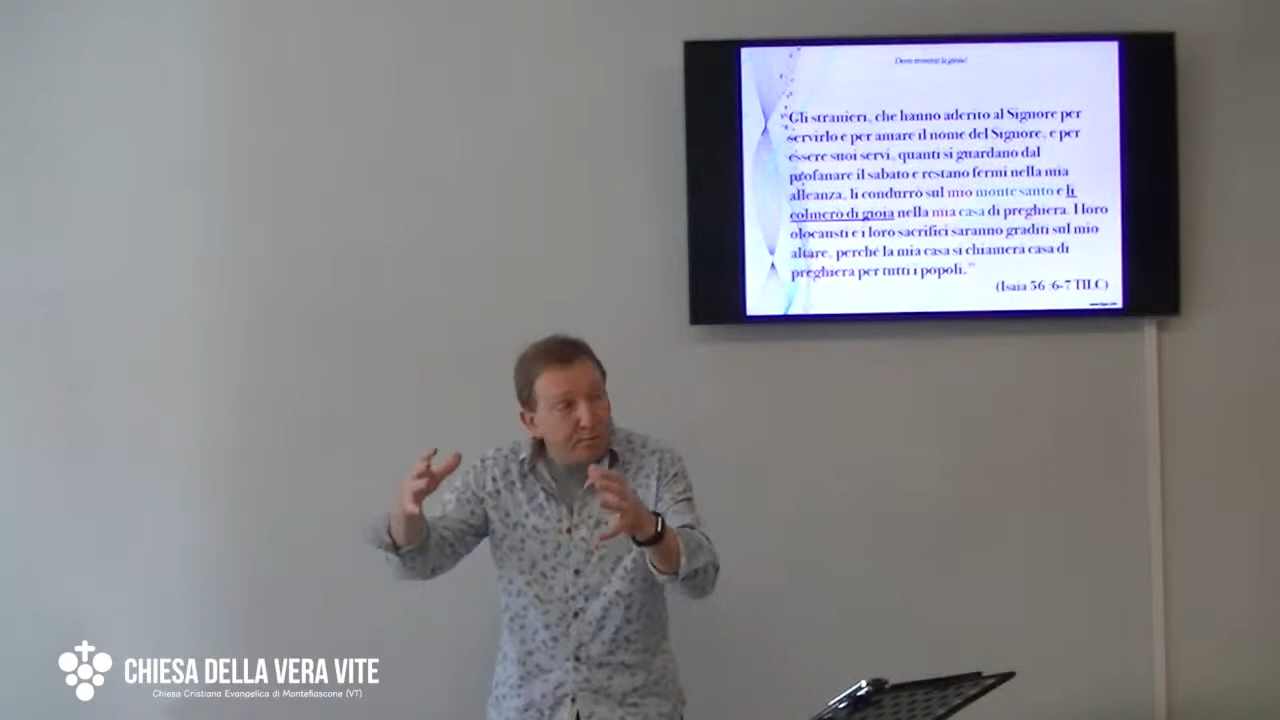 Dove troverai la gioia?
"Gli stranieri, che hanno aderito al Signore per
servirlo e per amare il nome del Signore, e per
essere suoi servi, quanti si guardano dal
profanare il sabato e restano fermi nella mia
alleanza, li condurrò sul mio monte santo e li
colmerò di gioia nella mia casa di preghiera. I loro
olocausti e i loro sacrifici saranno graditi sul mio
altare, perché la mia casa si chiamerà casa di
preghiera per tutti i popoli."
(Isaia 56 :6-7 TILC)
CHIESA DELLA VERA VITE
Chiesa Cristiana Evangelica di Montefiascone (VT)